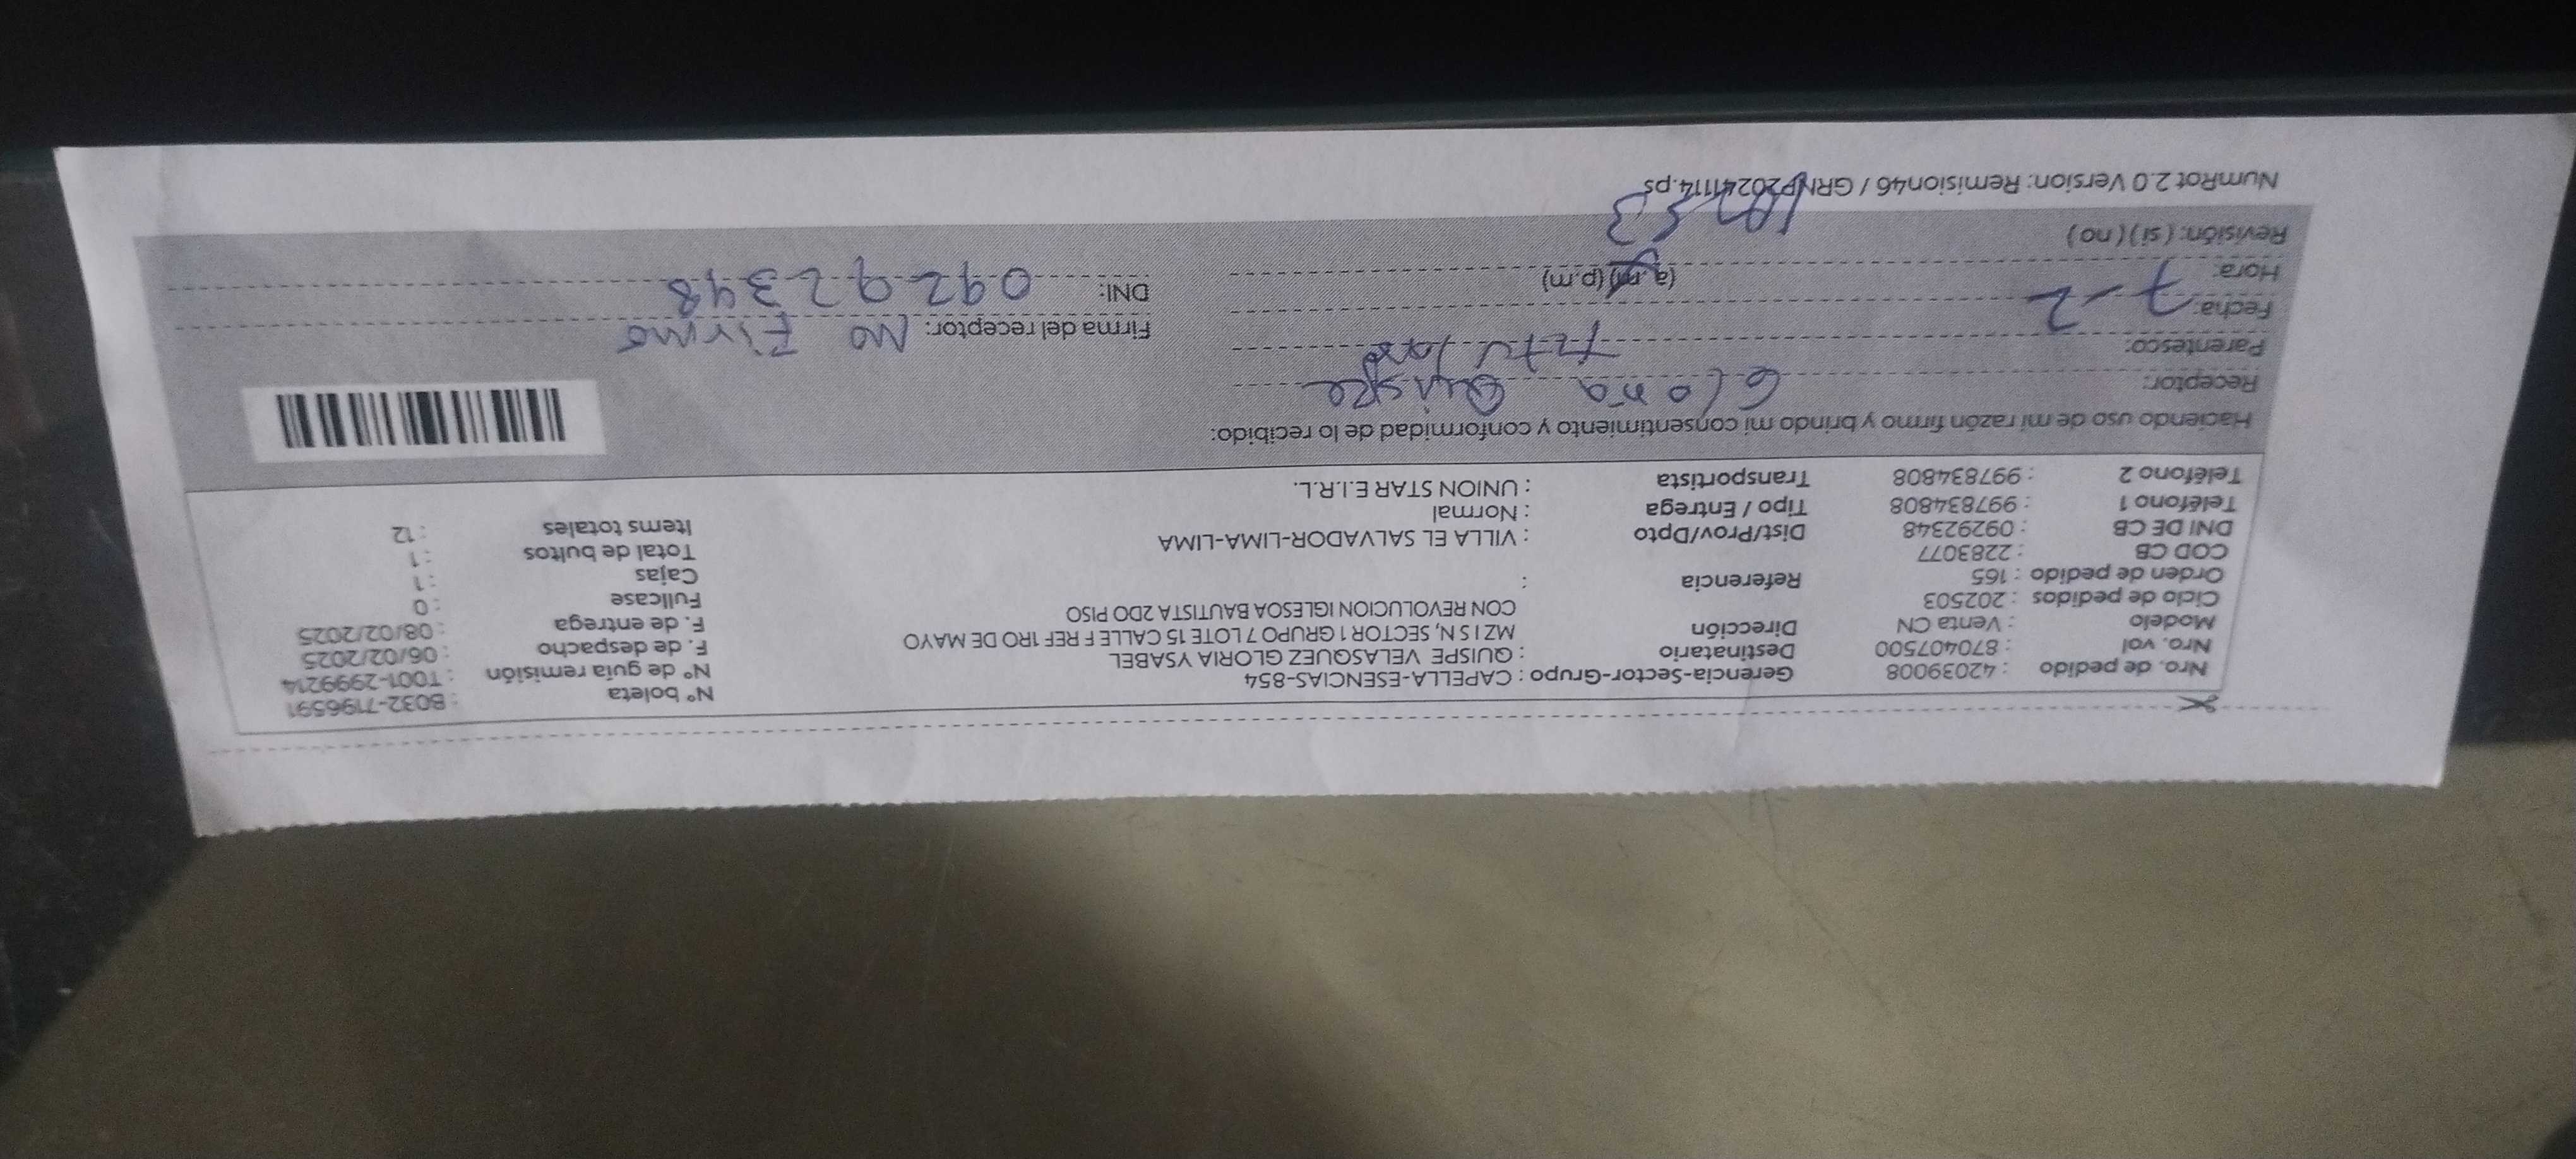 Nro. de pedido : 42039008 Gerencia-Sector-Grupo : CAPELLA-ESENCIAS-854 N° boleta : B032-7196591
Nro. vol : 870407500 Destinatario : QUISPE VELASQUEZ GLORIA YSABEL N° de guía remisión : T001-2999214
Modelo : Venta CN Dirección MZ I S N, SECTOR 1 GRUPO 7 LOTE 15 CALLE F REF 1RO DE MAYO F. de despacho : 06/02/2025
Ciclo de pedidos : 202503 CON REVOLUCION IGLESOA BAUTISTA 2DO PISO F. de entrega : 08/02/2025
Orden de pedido : 165 Referencia : Fullcase : 0
COD CB : 2283077 Cajas : 1
DNI DE CB : 09292348 Dist/Prov/Dpto : VILLA EL SALVADOR-LIMA-LIMA Total de bultos : 1
Teléfono 1 : 997834808 Tipo / Entrega : Normal Items totales : 12
Teléfono 2 : 997834808 Transportista : UNION STAR E.I.R.L.
Haciendo uso de mi razón firmo y brindo mi consentimiento y conformidad de lo recibido:
Receptor: Quispe
Parentesco: Firma del receptor: No Firmo
Fecha: 7-2
Hora: (a.m) (p.m) DNI: 09292348
Revisión: ( si ) ( no )
NumRot 2.0 Version: Remision46 / GRNP20241114.ps